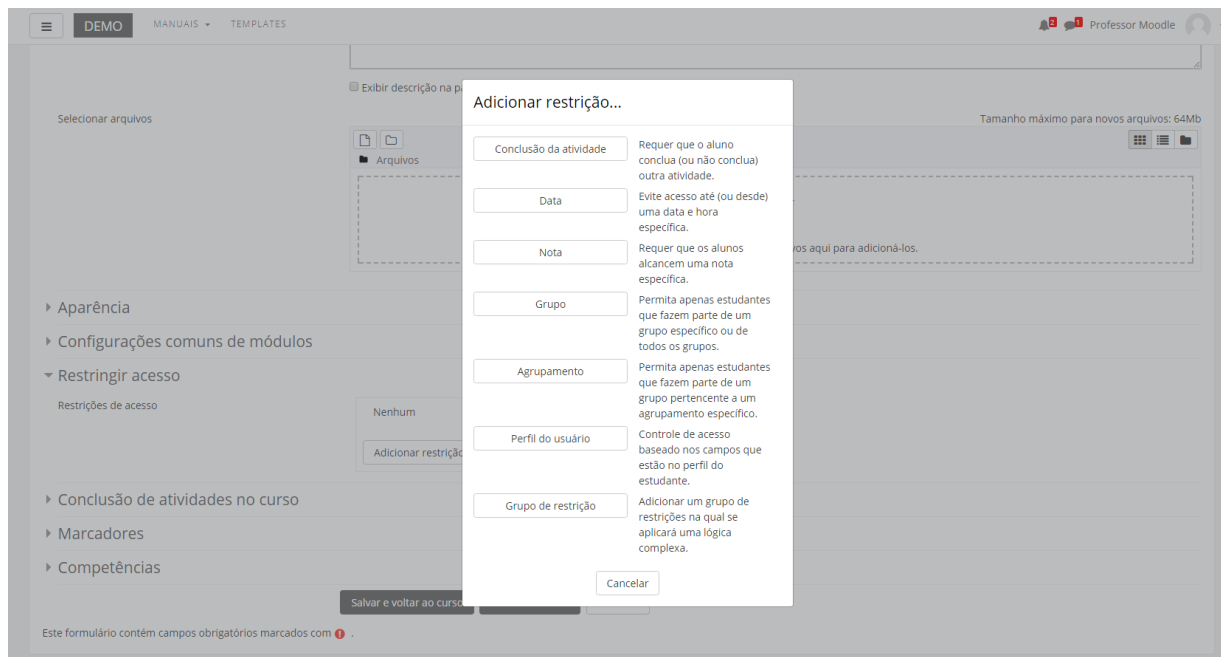 DEMO MANUAIS TEMPLATES 2 1 Professor Moodle
Exibir descrição na
Selecionar arquivos
Tamanho máximo para novos arquivos: 64Mb
Arquivos
aqui para adicioná-los.
Aparência
Configurações comuns de módulos
Restringir acesso
Restrições de acesso
Nenhum
Adicionar restrição
Conclusão de atividades no curso
Marcadores
Competências
Salvar e voltar ao curso
Este formulário contém campos obrigatórios marcados com .
Adicionar restrição...
Conclusão da atividade
Requer que o aluno
conclua (ou não conclua)
outra atividade.
Data
Evite acesso até (ou desde)
uma data e hora
específica.
Nota
Requer que os alunos
alcancem uma nota
específica.
Grupo
Permita apenas estudantes
que fazem parte de um
grupo específico ou de
todos os grupos.
Agrupamento
Permita apenas estudantes
que fazem parte de um
grupo pertencente a um
agrupamento específico.
Perfil do usuário
Controle de acesso
baseado nos campos que
estão no perfil do
estudante.
Grupo de restrição
Adicionar um grupo de
restrições na qual se
aplicará uma lógica
complexa.
Cancelar